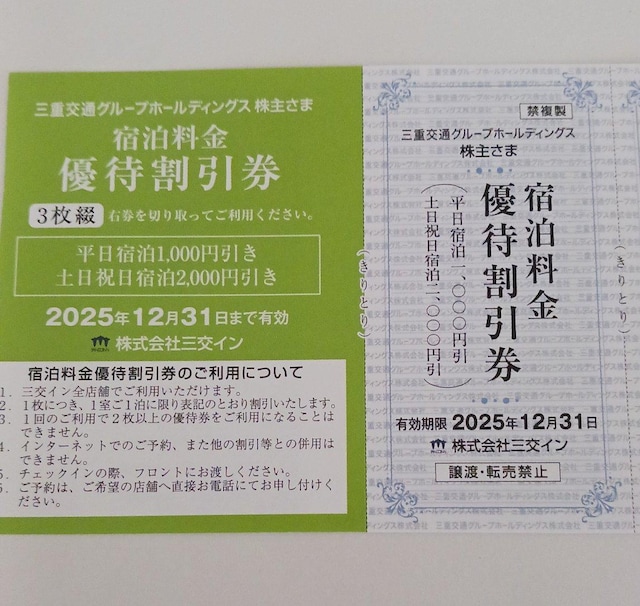 三重交通グループホールディングス 株主さま
宿泊料金
優待割引券
3枚綴 右券を切り取ってご利用ください。
平日宿泊1,000円引き
土日祝日宿泊2,000円引き
2025年12月31日まで有効
株式会社三交イン
宿泊料金優待割引券のご利用について
1. 三交イン全店舗でご利用いただけます。
2. 1枚につき、1室ご1泊に限り表記のとおり割引いたします。
3. 1回のご利用で2枚以上の優待券をご利用になることは
できません。
4. インターネットでのご予約、また他の割引等との併用は
できません。
5. チェックインの際、フロントにお渡しください。
6. ご予約は、ご希望の店舗へ直接お電話にてお申し付けく
ださい。
(きりとり)
禁複製
三重交通グループホールディングス
株主さま
宿泊料金
優待割引券
(平日宿泊一、〇〇〇円引
土日祝日宿泊二、〇〇〇円引)
有効期限 2025年12月31日
株式会社三交イン
譲渡・転売禁止
(きりとり)